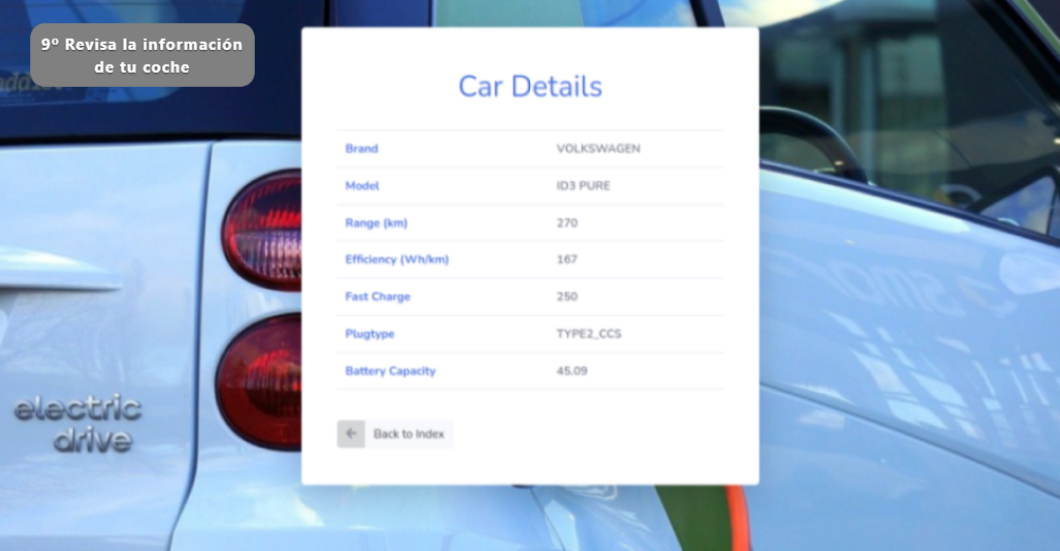 9º Revisa la información
de tu coche
Car Details
Brand VOLKSWAGEN
Model ID3 PURE
Range (km) 270
Efficiency (Wh/km) 167
Fast Charge 250
Plugtype TYPE2_CCS
Battery Capacity 45.09
Back to Index
electric
drive